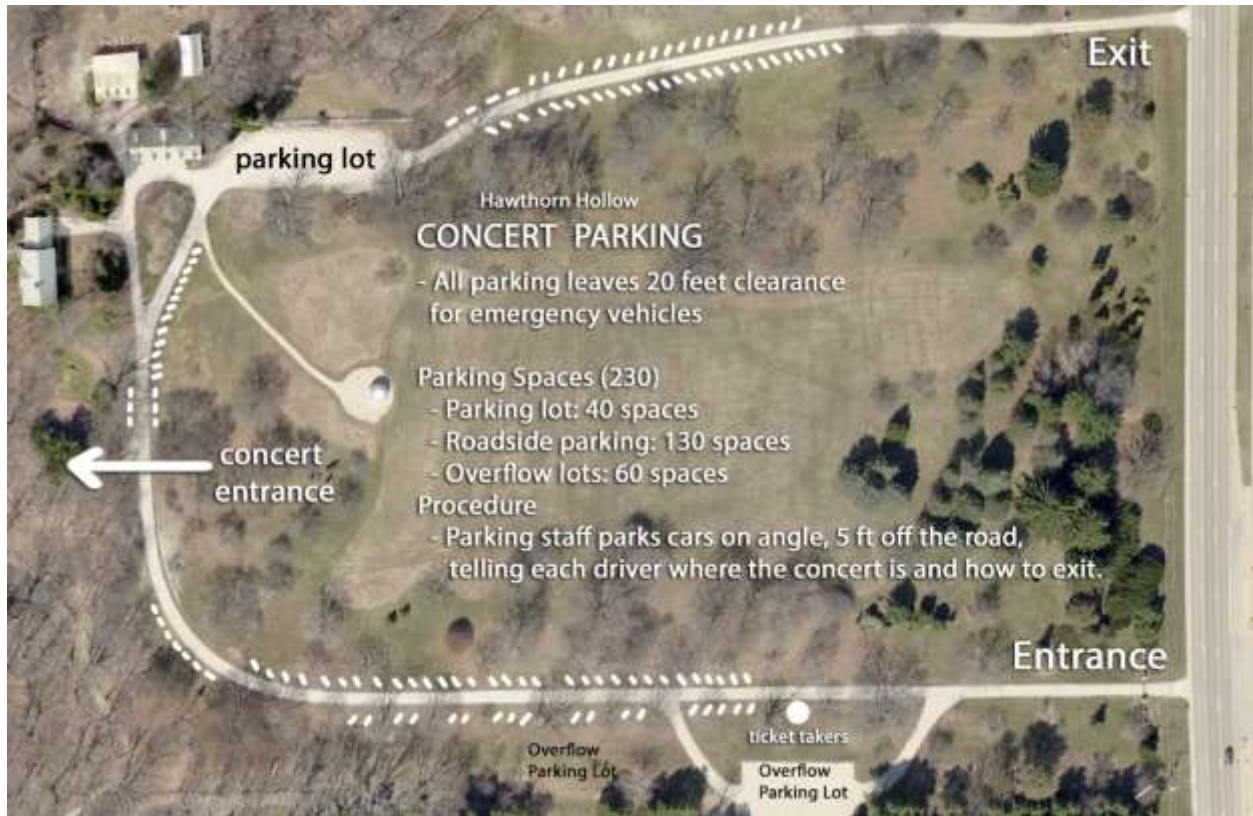 Exit
parking lot
Hawthorn Hollow
CONCERT PARKING
- All parking leaves 20 feet clearance
for emergency vehicles
Parking Spaces (230)
- Parking lot: 40 spaces
- Roadside parking: 130 spaces
- Overflow lots: 60 spaces
Procedure
- Parking staff parks cars on angle, 5 ft off the road,
telling each driver where the concert is and how to exit.
concert
entrance
Entrance
ticket takers
Overflow
Parking Lot
Overflow
Parking Lot